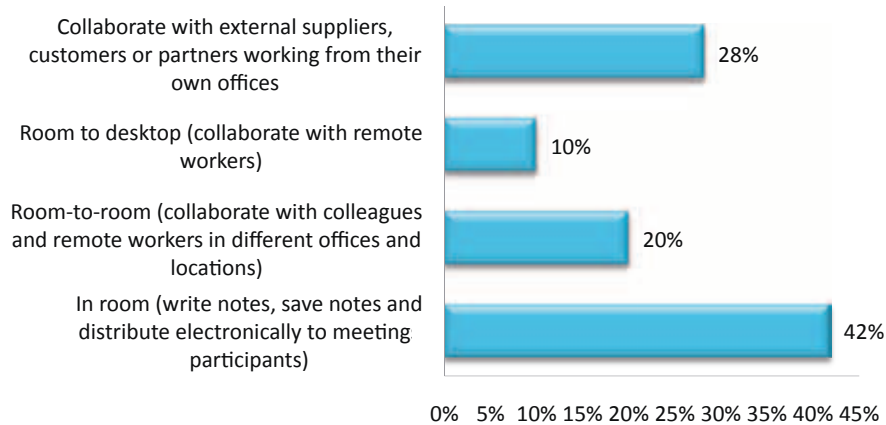 Collaborate with external suppliers,
customers or partners working from their
own offices
28%
Room to desktop (collaborate with remote
workers)
10%
Room-to-room (collaborate with colleagues
and remote workers in different offices and
locations)
20%
In room (write notes, save notes and
distribute electronically to meeting
participants)
42%
0% 5% 10% 15% 20% 25% 30% 35% 40% 45%